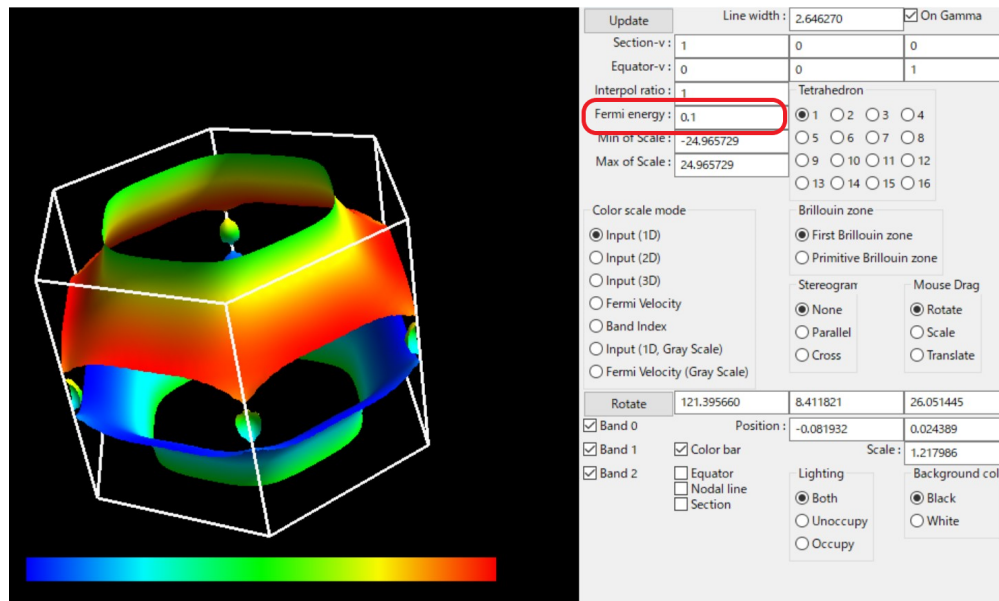 Update Line width : 2.646270 On Gamma
Section-v : 1 0 0
Equator-v : 0 0 1
Interpol ratio : 1 Tetrahedron
Fermi energy : 0.1 1 2 3 4
Min of Scale : -24.965729 5 6 7 8
Max of Scale : 24.965729 9 10 11 12
13 14 15 16
Color scale mode Brillouin zone
Input (1D) First Brillouin zone
Input (2D) Primitive Brillouin zone
Input (3D) Stereogram Mouse Drag
Fermi Velocity None Rotate
Band Index Parallel Scale
Input (1D, Gray Scale) Cross Translate
Fermi Velocity (Gray Scale)
Rotate 121.395660 8.411821 26.051445
Band 0 Position : -0.081932 0.024389
Band 1 Color bar Scale : 1.217986
Band 2 Equator Lighting Background col
Nodal line
Section Both Black
Unoccupy White
Occupy